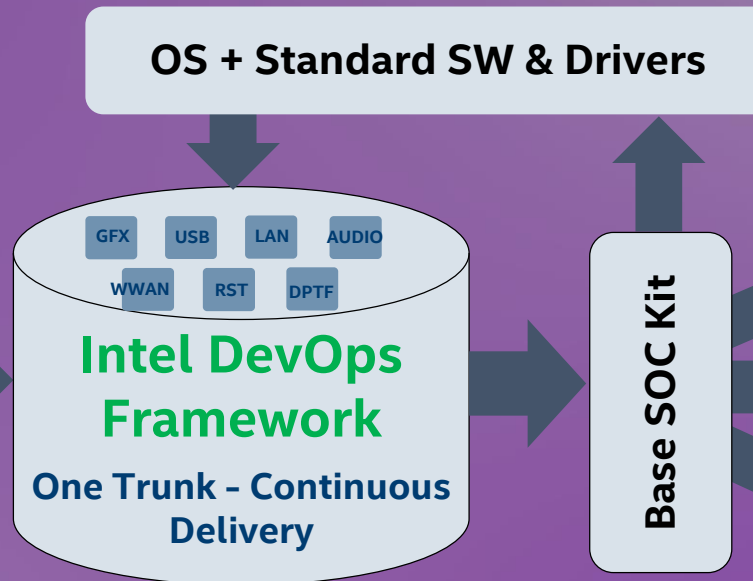 OS + Standard SW & Drivers
GFX USB LAN AUDIO
WWAN RST DPTF
Intel DevOps
Framework
One Trunk - Continuous
Delivery
Base SOC Kit